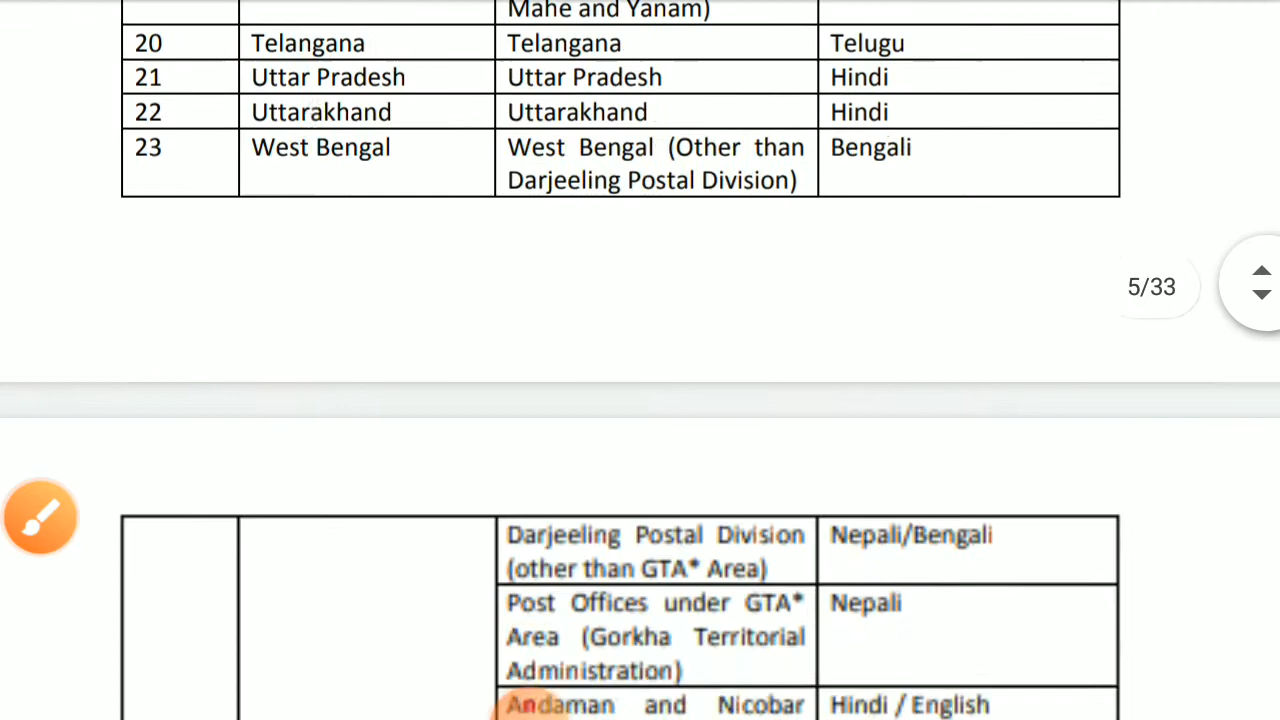 Mahe and Yanam)
20 Telangana Telangana Telugu
21 Uttar Pradesh Uttar Pradesh Hindi
22 Uttarakhand Uttarakhand Hindi
23 West Bengal West Bengal (Other than Bengali
Darjeeling Postal Division)
5/33
Darjeeling Postal Division Nepali/Bengali
(other than GTA* Area)
Post Offices under GTA* Nepali
Area (Gorkha Territorial
Administration)
Andaman and Nicobar Hindi / English